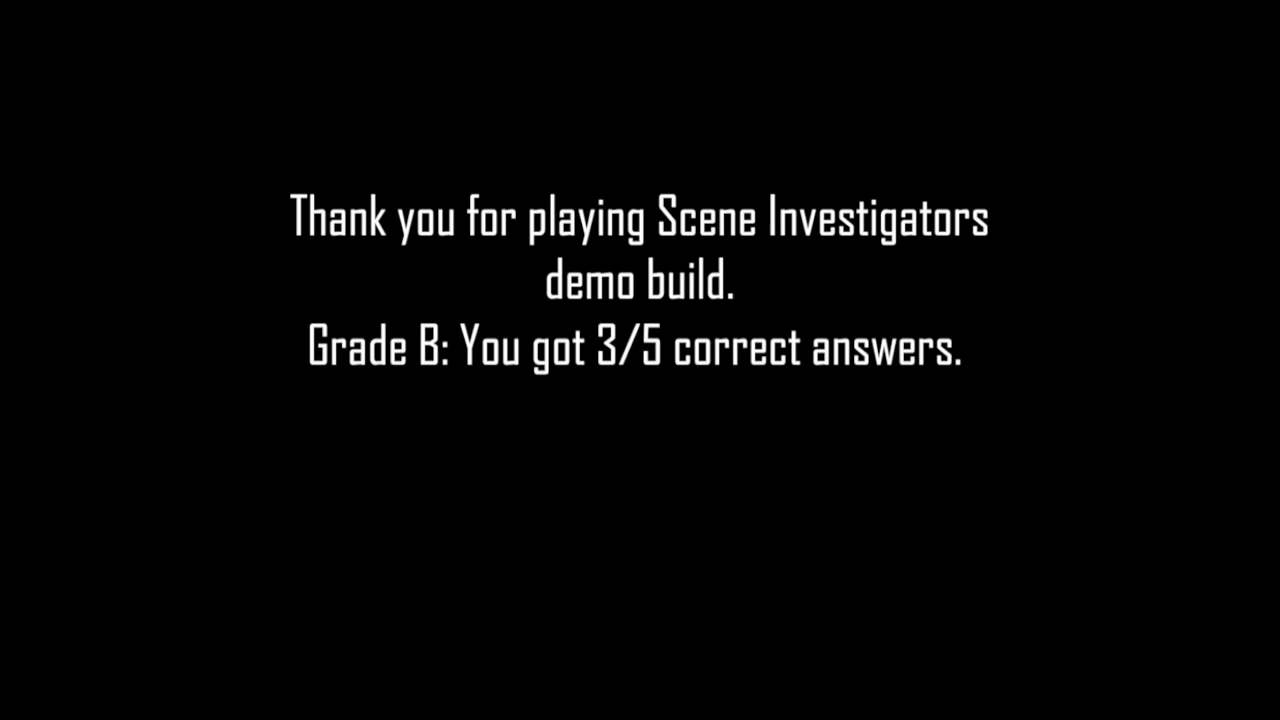 Thank you for playing Scene Investigators
demo build.
Grade B: You got 3/5 correct answers.